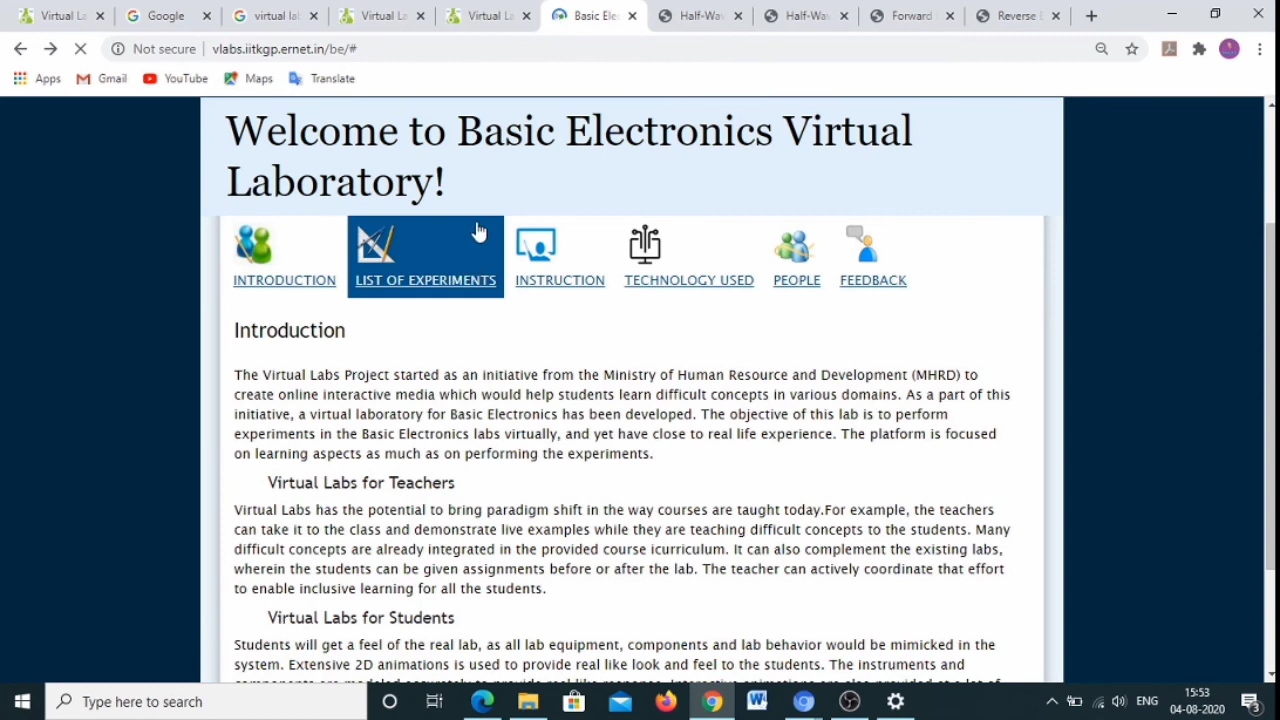 Virtual La
Google
virtual la
Virtual La
Virtual La
Basic Ele
Half-Wav
Half-Wav
Forward
Reverse B
Not secure
vlabs.iitkgp.ernet.in/be/#
Apps
Gmail
YouTube
Maps
Translate
Welcome to Basic Electronics Virtual
Laboratory!
INTRODUCTION
LIST OF EXPERIMENTS
INSTRUCTION
TECHNOLOGY USED
PEOPLE
FEEDBACK
Introduction
The Virtual Labs Project started as an initiative from the Ministry of Human Resource and Development (MHRD) to
create online interactive media which would help students learn difficult concepts in various domains. As a part of this
initiative, a virtual laboratory for Basic Electronics has been developed. The objective of this lab is to perform
experiments in the Basic Electronics labs virtually, and yet have close to real life experience. The platform is focused
on learning aspects as much as on performing the experiments.
Virtual Labs for Teachers
Virtual Labs has the potential to bring paradigm shift in the way courses are taught today.For example, the teachers
can take it to the class and demonstrate live examples while they are teaching difficult concepts to the students. Many
difficult concepts are already integrated in the provided course icurriculum. It can also complement the existing labs,
wherein the students can be given assignments before or after the lab. The teacher can actively coordinate that effort
to enable inclusive learning for all the students.
Virtual Labs for Students
Students will get a feel of the real lab, as all lab equipment, components and lab behavior would be mimicked in the
system. Extensive 2D animations is used to provide real like look and feel to the students. The instruments and
Type here to search
ENG
15:53
04-08-2020
3